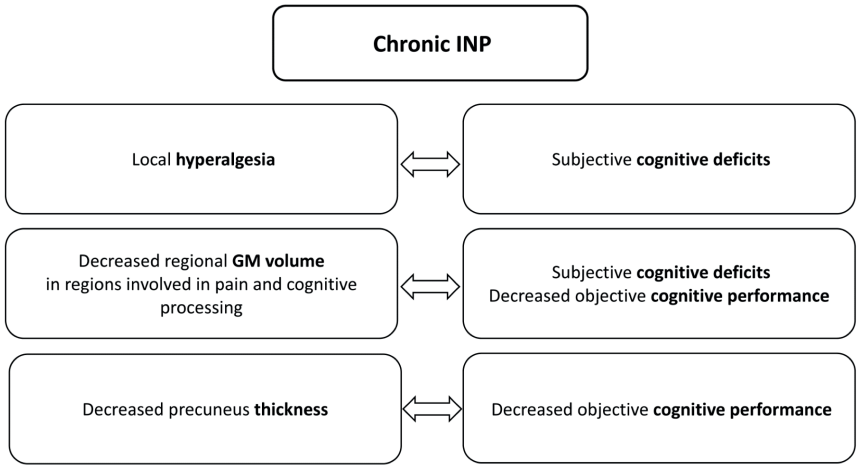 Chronic INP
Local hyperalgesia
Subjective cognitive deficits
Decreased regional GM volume
in regions involved in pain and cognitive
processing
Subjective cognitive deficits
Decreased objective cognitive performance
Decreased precuneus thickness
Decreased objective cognitive performance